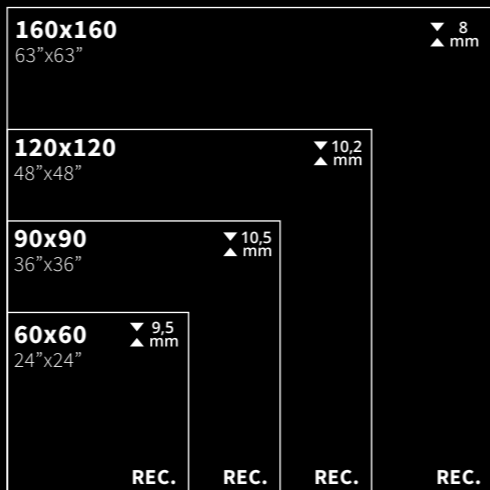 160x160
63”x63”
8
mm
120x120
48”x48”
10,2
mm
90x90
36”x36”
10,5
mm
60x60
24”x24”
9,5
mm
REC. REC. REC. REC.